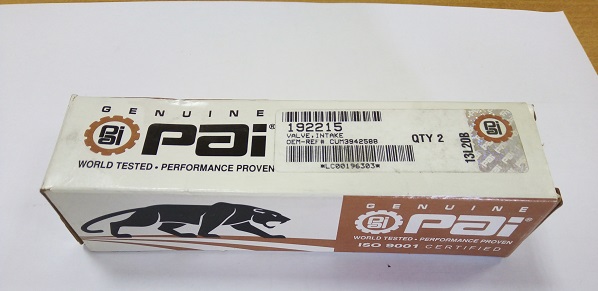 GENUINE
pai®
WORLD TESTED • PERFORMANCE PROVEN
192215
VALVE,INTAKE
OEM-REF# CUM3942588
*LC00196303*
QTY 2
13L20B
GENUINE
pai®
WORLD TESTED • PERFORMANCE PROVEN
ISO 9001 CERTIFIED